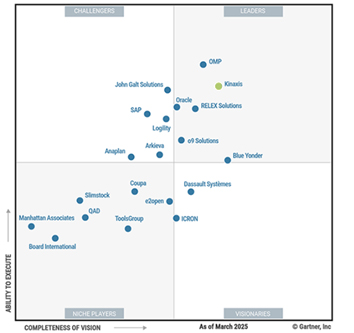 CHALLENGERS
LEADERS
OMP
Kinaxis
John Galt Solutions
Oracle
RELEX Solutions
SAP
Logility
o9 Solutions
Arkieva
Anaplan
Blue Yonder
Coupa
Dassault Systèmes
Slimstock
e2open
QAD
Manhattan Associates
ToolsGroup
ICRON
Board International
ABILITY TO EXECUTE
NICHE PLAYERS
VISIONARIES
COMPLETENESS OF VISION
As of March 2025
© Gartner, Inc